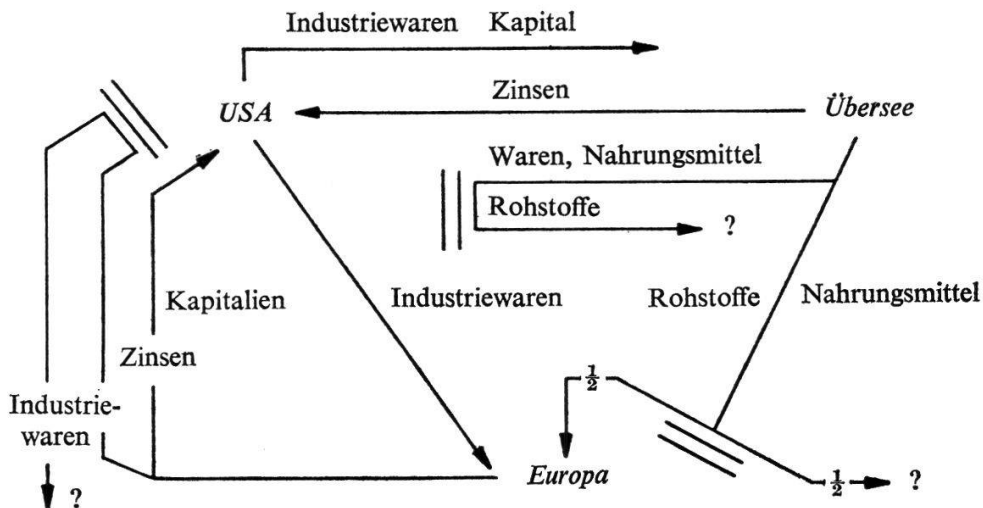 Industriewaren Kapital
Zinsen
USA
Übersee
Waren, Nahrungsmittel
Rohstoffe
?
Kapitalien
Industriewaren
Rohstoffe
Nahrungsmittel
Zinsen
½
Industrie-
waren
Europa
½
?
?